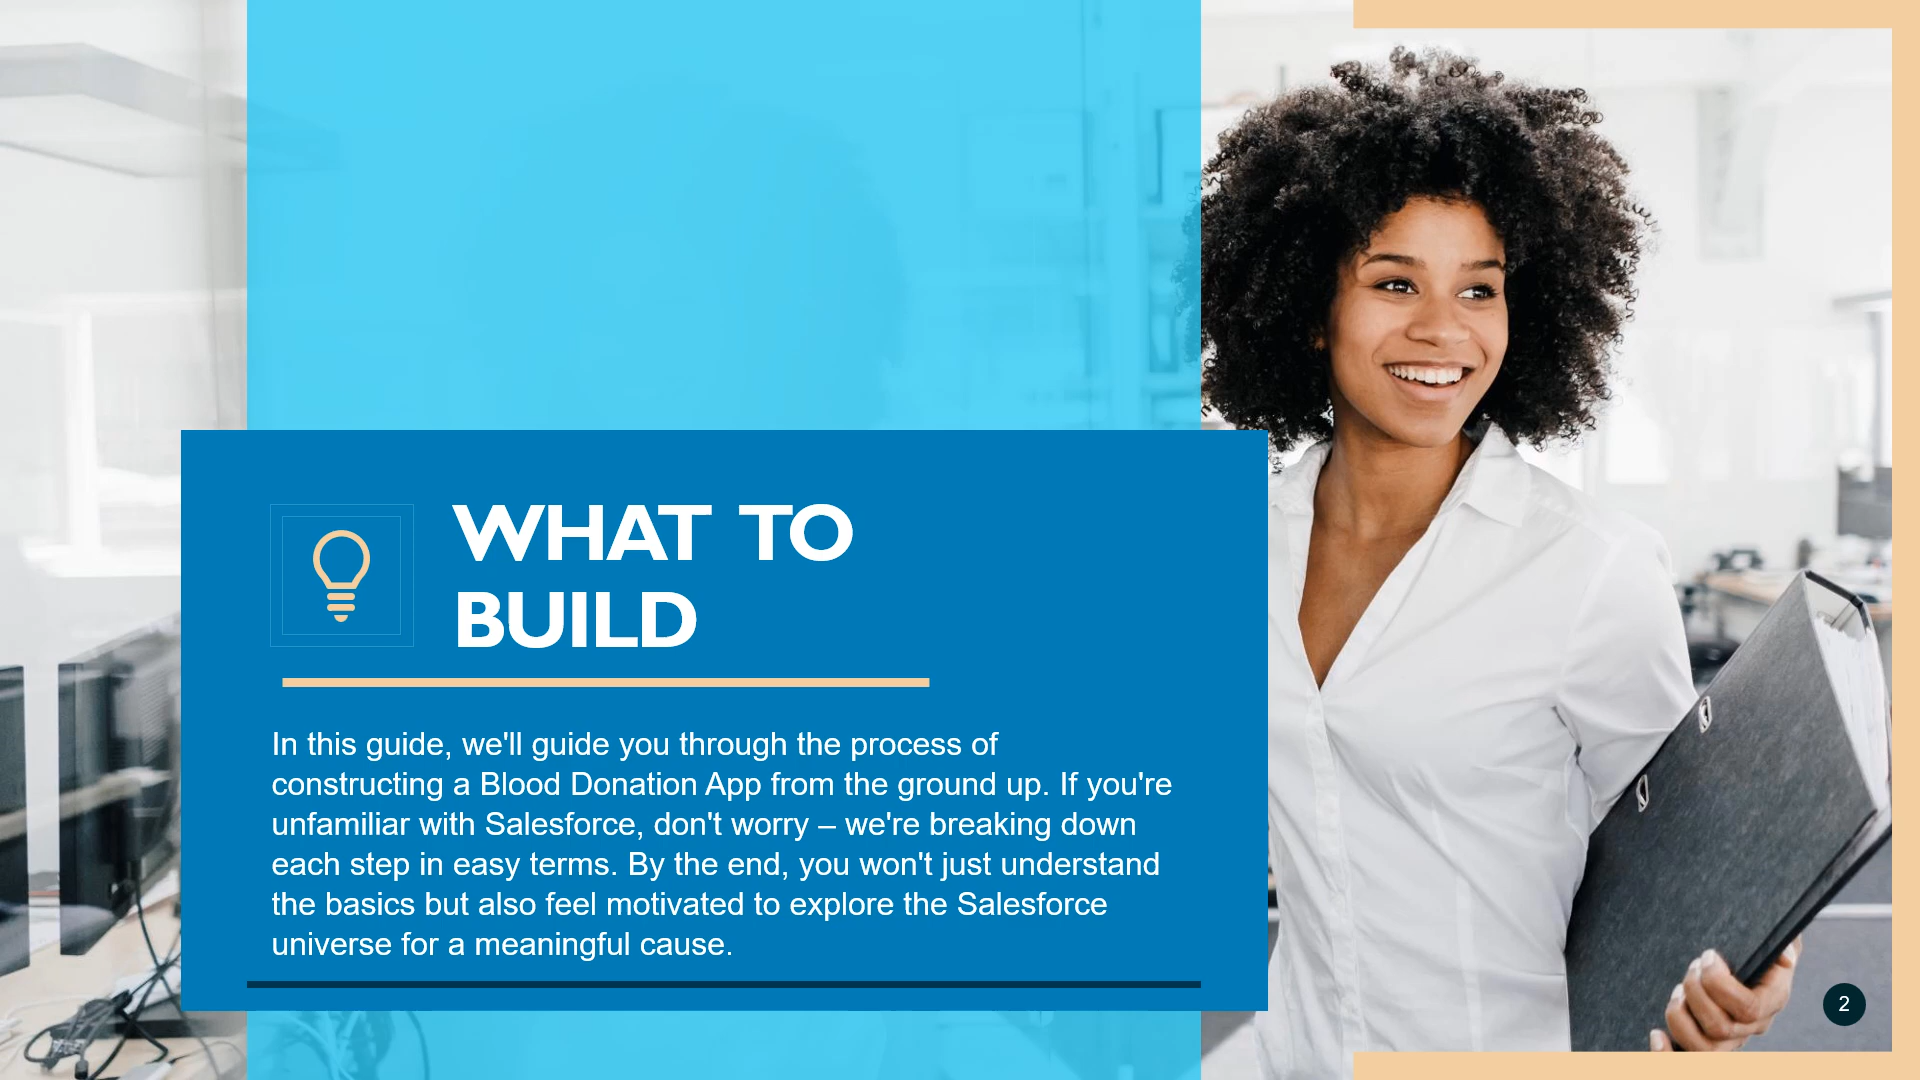 WHAT TO
BUILD
In this guide, we'll guide you through the process of
constructing a Blood Donation App from the ground up. If you're
unfamiliar with Salesforce, don't worry – we're breaking down
each step in easy terms. By the end, you won't just understand
the basics but also feel motivated to explore the Salesforce
universe for a meaningful cause.
2